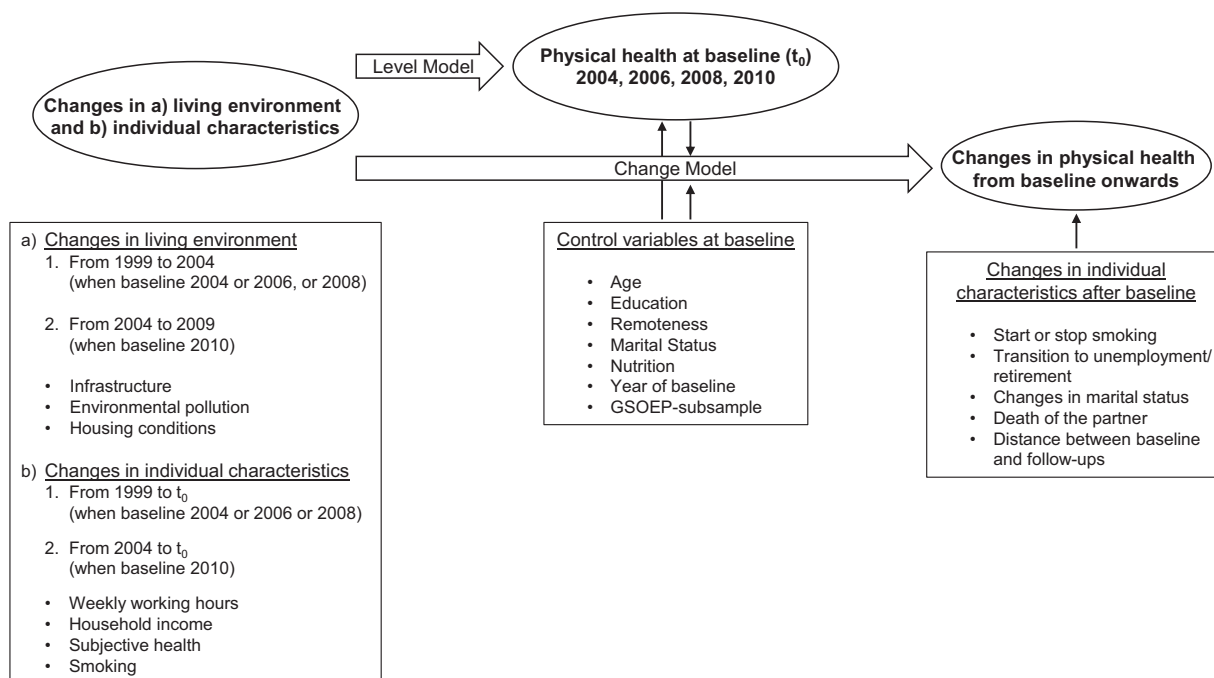 Changes in a) living environment
and b) individual characteristics
Level Model
Physical health at baseline (t₀)
2004, 2006, 2008, 2010
Change Model
Changes in physical health
from baseline onwards
a) Changes in living environment
1. From 1999 to 2004
(when baseline 2004 or 2006, or 2008)
2. From 2004 to 2009
(when baseline 2010)
• Infrastructure
• Environmental pollution
• Housing conditions
b) Changes in individual characteristics
1. From 1999 to t₀
(when baseline 2004 or 2006 or 2008)
2. From 2004 to t₀
(when baseline 2010)
• Weekly working hours
• Household income
• Subjective health
• Smoking
Control variables at baseline
• Age
• Education
• Remoteness
• Marital Status
• Nutrition
• Year of baseline
• GSOEP-subsample
Changes in individual
characteristics after baseline
• Start or stop smoking
• Transition to unemployment/
retirement
• Changes in marital status
• Death of the partner
• Distance between baseline
and follow-ups